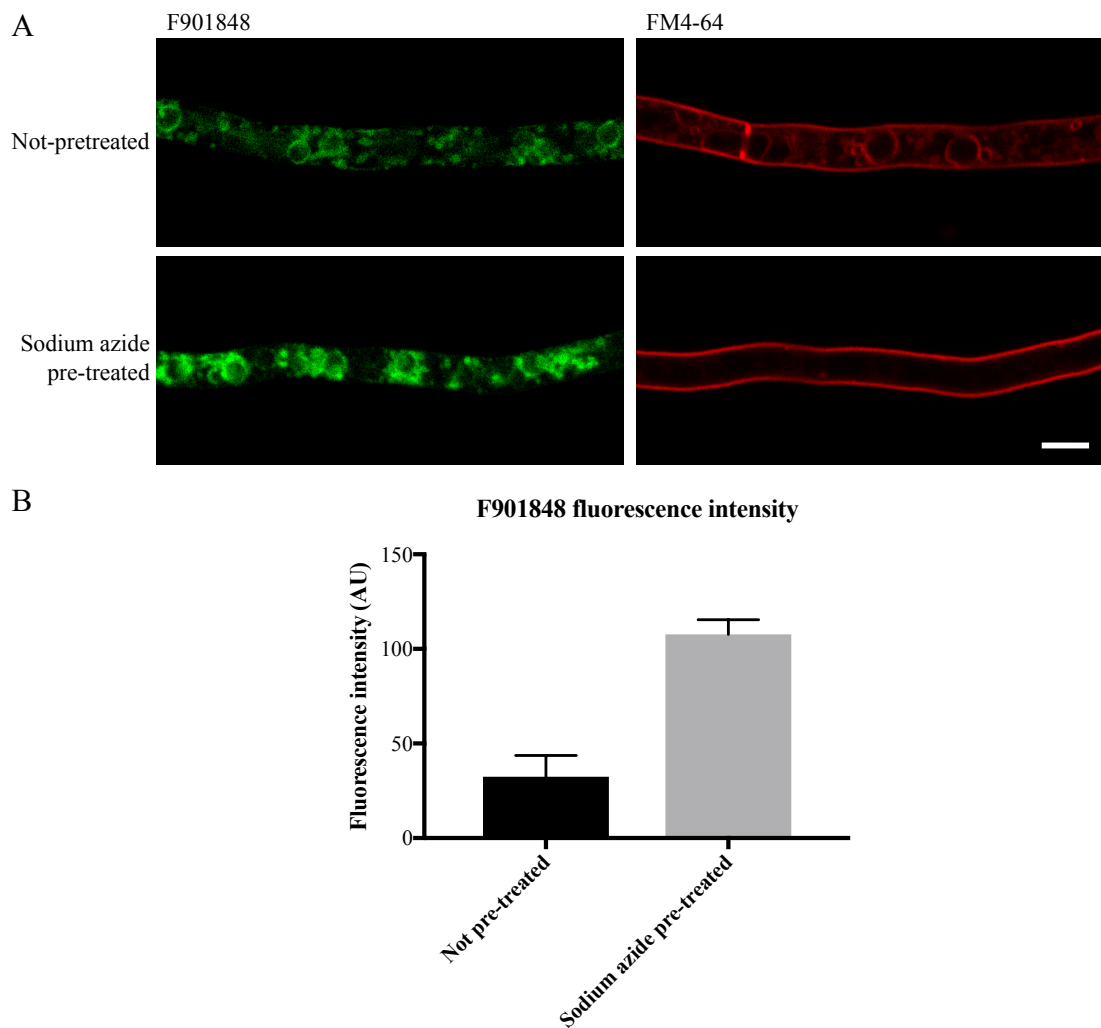 A
F901848
FM4-64
Not-pretreated
Sodium azide
pre-treated
B
F901848 fluorescence intensity
Fluorescence intensity (AU)
150
100
50
0
Not pre-treated
Sodium azide pre-treated